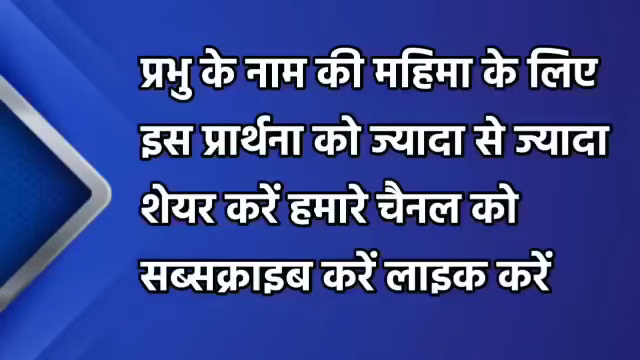 प्रभु के नाम की महिमा के लिए
इस प्रार्थना को ज्यादा से ज्यादा
शेयर करें हमारे चैनल को
सब्सक्राइब करें लाइक करें